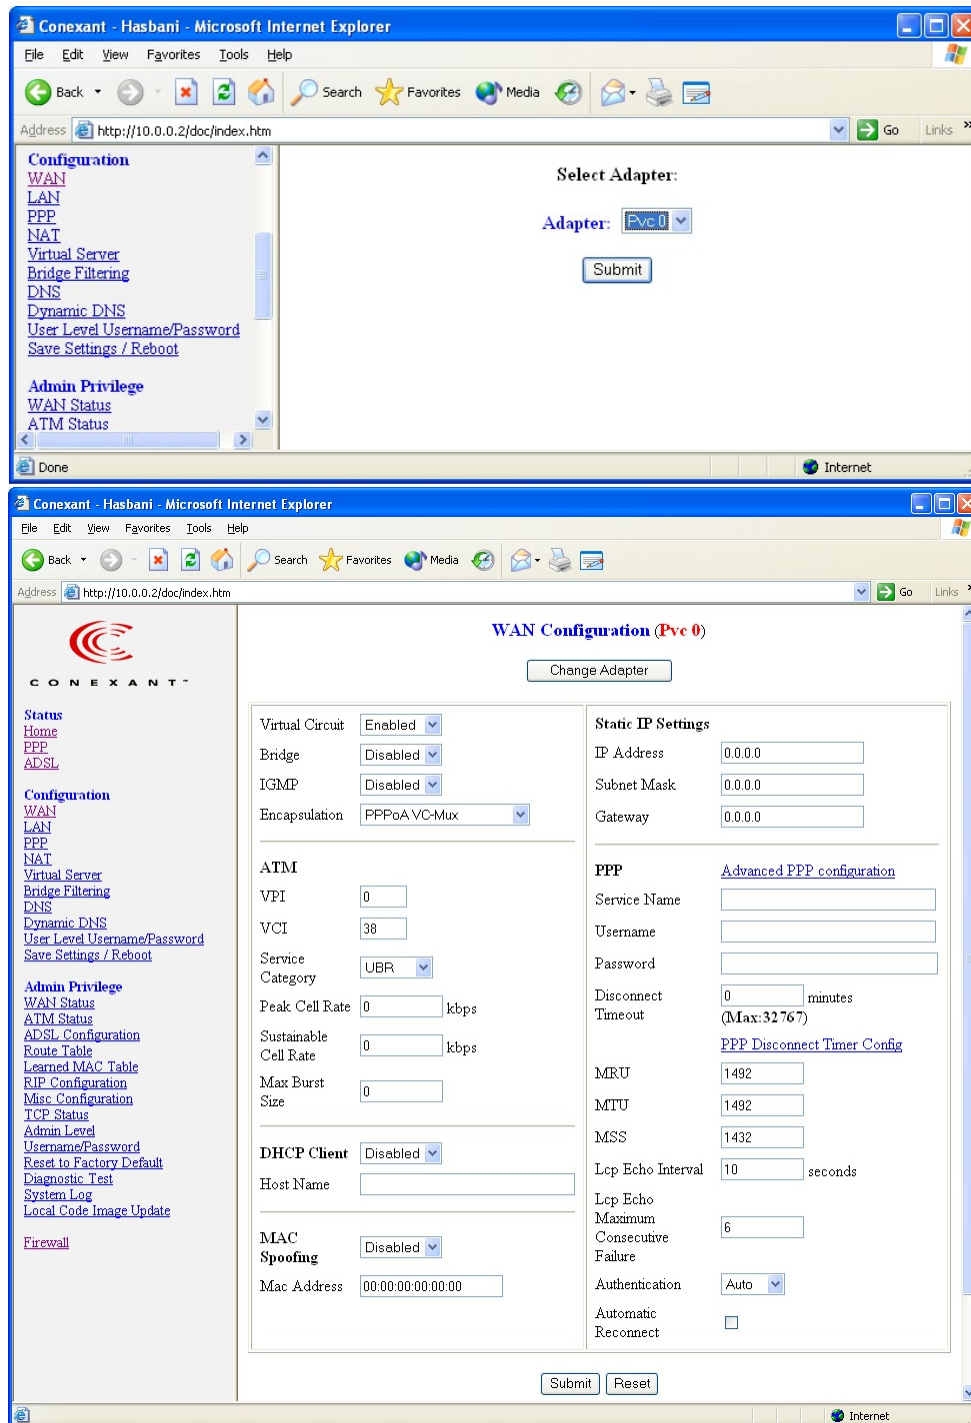 Conexant - Hasbani - Microsoft Internet Explorer
File Edit View Favorites Tools Help
Back Search Favorites Media
Address http://10.0.0.2/doc/index.htm Go Links »
Configuration
WAN
LAN
PPP
NAT
Virtual Server
Bridge Filtering
DNS
Dynamic DNS
User Level Username/Password
Save Settings / Reboot
Admin Privilege
WAN Status
ATM Status
Select Adapter:
Adapter: Pvc 0
Submit
Done Internet
Conexant - Hasbani - Microsoft Internet Explorer
File Edit View Favorites Tools Help
Back Search Favorites Media
Address http://10.0.0.2/doc/index.htm Go Links »
CONEXANT™
Status
Home
PPP
ADSL
Configuration
WAN
LAN
PPP
NAT
Virtual Server
Bridge Filtering
DNS
Dynamic DNS
User Level Username/Password
Save Settings / Reboot
Admin Privilege
WAN Status
ATM Status
ADSL Configuration
Route Table
Learned MAC Table
RIP Configuration
Misc Configuration
TCP Status
Admin Level
Username/Password
Reset to Factory Default
Diagnostic Test
System Log
Local Code Image Update
Firewall
WAN Configuration (Pvc 0)
Change Adapter
Virtual Circuit Enabled
Bridge Disabled
IGMP Disabled
Encapsulation PPPoA VC-Mux
ATM
VPI 0
VCI 38
Service
Category UBR
Peak Cell Rate 0 kbps
Sustainable
Cell Rate 0 kbps
Max Burst
Size 0
DHCP Client Disabled
Host Name
MAC
Spoofing Disabled
Mac Address 00:00:00:00:00:00
Static IP Settings
IP Address 0.0.0.0
Subnet Mask 0.0.0.0
Gateway 0.0.0.0
PPP Advanced PPP configuration
Service Name
Username
Password
Disconnect
Timeout 0 minutes
(Max:32767)
PPP Disconnect Timer Config
MRU 1492
MTU 1492
MSS 1432
Lcp Echo Interval 10 seconds
Lcp Echo
Maximum
Consecutive
Failure 6
Authentication Auto
Automatic
Reconnect
Submit Reset
Internet